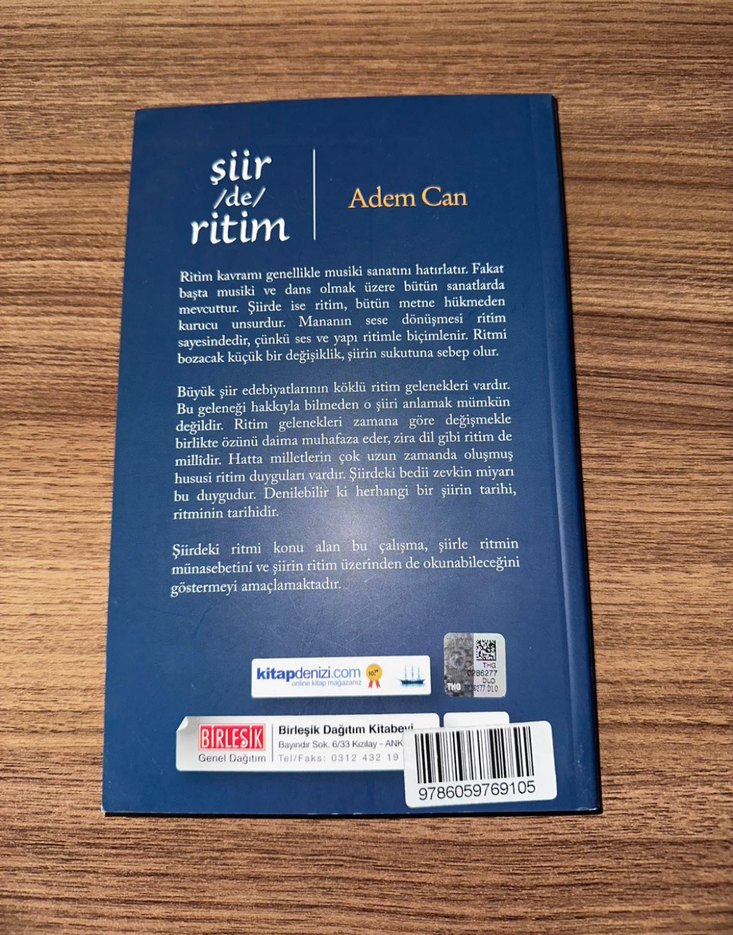 şiir
/de/
ritim
Adem Can
Ritim kavramı genellikle musiki sanatını hatırlatır. Fakat
başta musiki ve dans olmak üzere bütün sanatlarda
mevcuttur. Şiirde ise ritim, bütün metne hükmeden
kurucu unsurdur. Mananın sese dönüşmesi ritim
sayesindedir, çünkü ses ve yapı ritimle biçimlenir. Ritmi
bozacak küçük bir değişiklik, şiirin sukutuna sebep olur.
Büyük şiir edebiyatlarının köklü ritim gelenekleri vardır.
Bu geleneği hakkıyla bilmeden o şiiri anlamak mümkün
değildir. Ritim gelenekleri zamana göre değişmekle
birlikte özünü daima muhafaza eder, zira dil gibi ritim de
millîdir. Hatta milletlerin çok uzun zamanda oluşmuş
hususi ritim duyguları vardır. Şiirdeki bedii zevkin miyarı
bu duygudur. Denilebilir ki herhangi bir şiirin tarihi,
ritminin tarihidir.
Şiirdeki ritmi konu alan bu çalışma, şiirle ritmin
münasebetini ve şiirin ritim üzerinden de okunabileceğini
göstermeyi amaçlamaktadır.
kitapdenizi.com
online kitap mağazanız
THG
0286277
DLO
THG
BİRLEŞİK
Genel Dağıtım
Birleşik Dağıtım Kitabevi
Bayındır Sok. 6/33 Kızılay – ANK
Tel/Faks: 0312 432 19
9786059769105